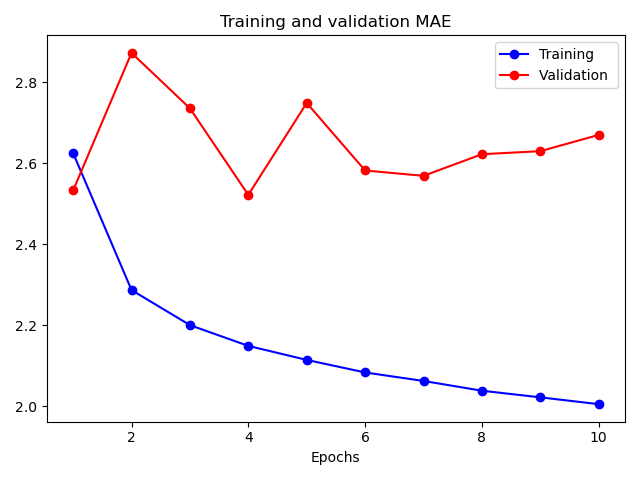 Training and validation MAE
Training
Validation
2.8
2.6
2.4
2.2
2.0
2 4 6 8 10
Epochs